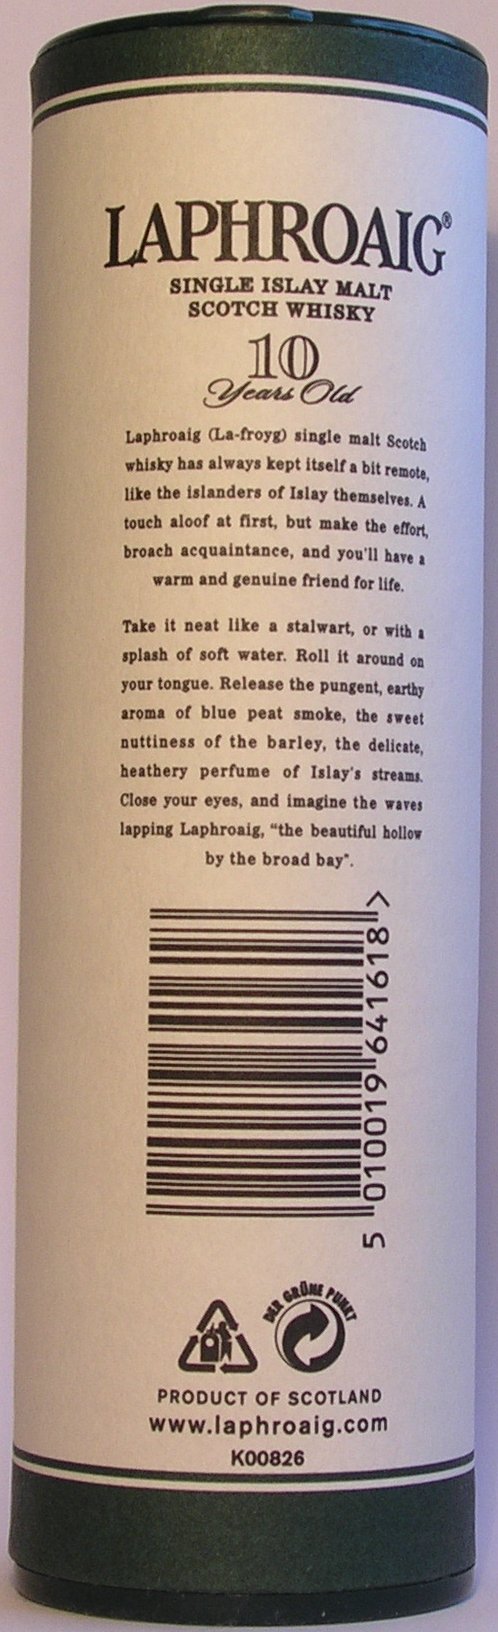 LAPHROAIG®
SINGLE ISLAY MALT
SCOTCH WHISKY
10
Years Old
Laphroaig (La-froyg) single malt Scotch
whisky has always kept itself a bit remote,
like the islanders of Islay themselves. A
touch aloof at first, but make the effort,
broach acquaintance, and you'll have a
warm and genuine friend for life.
Take it neat like a stalwart, or with a
splash of soft water. Roll it around on
your tongue. Release the pungent, earthy
aroma of blue peat smoke, the sweet
nuttiness of the barley, the delicate,
heathery perfume of Islay's streams.
Close your eyes, and imagine the waves
lapping Laphroaig, “the beautiful hollow
by the broad bay".
5 010019 641618 >
DER GRÜNE PUNKT
PRODUCT OF SCOTLAND
www.laphroaig.com
K00826